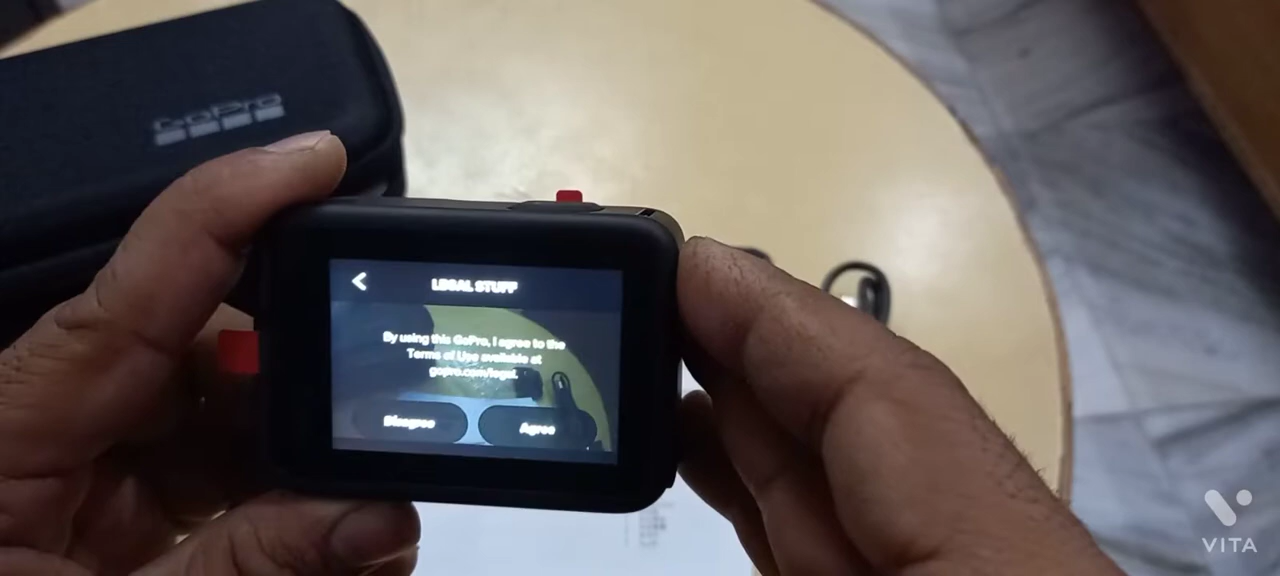 GoPro
LEGAL STUFF
By using this GoPro, I agree to the
Terms of Use available at
gopro.com/legal.
Disagree
Agree
VITA